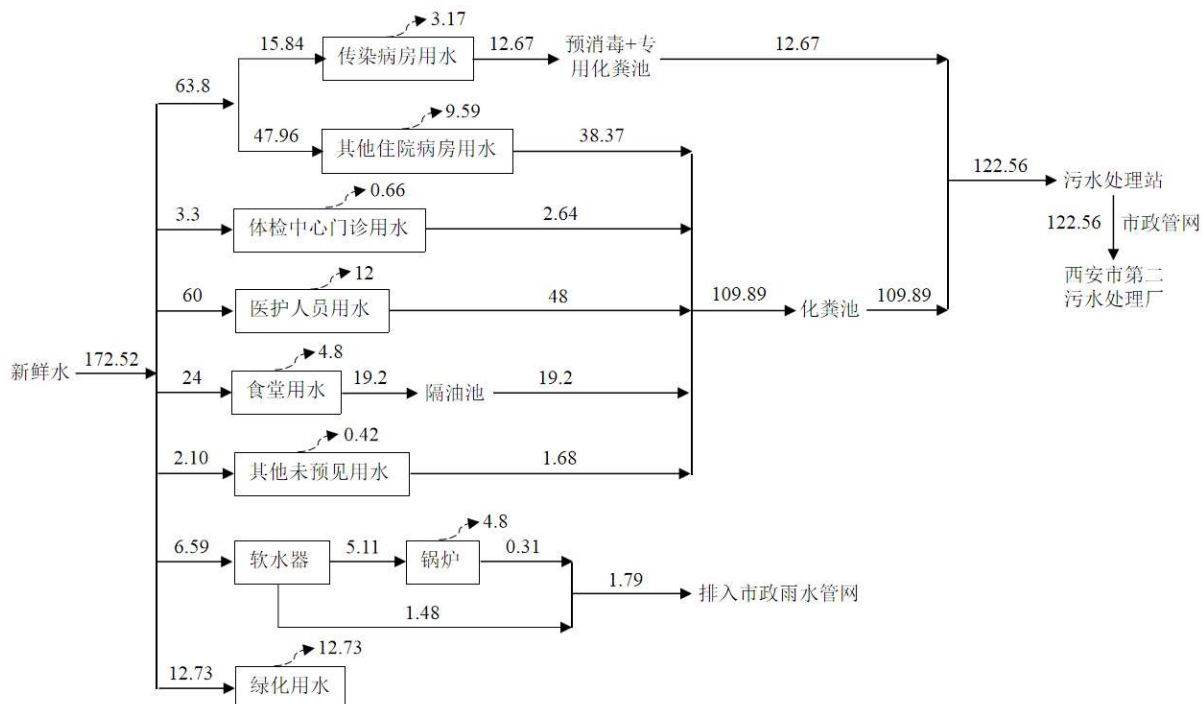 3.17
15.84
传染病房用水
12.67
预消毒+专
用化粪池
12.67
63.8
9.59
47.96
其他住院病房用水
38.37
0.66
3.3
体检中心门诊用水
2.64
122.56
污水处理站
122.56
市政管网
西安市第二
污水处理厂
12
60
医护人员用水
48
109.89
化粪池
109.89
新鲜水
172.52
4.8
24
食堂用水
19.2
隔油池
19.2
0.42
2.10
其他未预见用水
1.68
4.8
6.59
软水器
5.11
锅炉
0.31
1.79
排入市政雨水管网
1.48
12.73
12.73
绿化用水